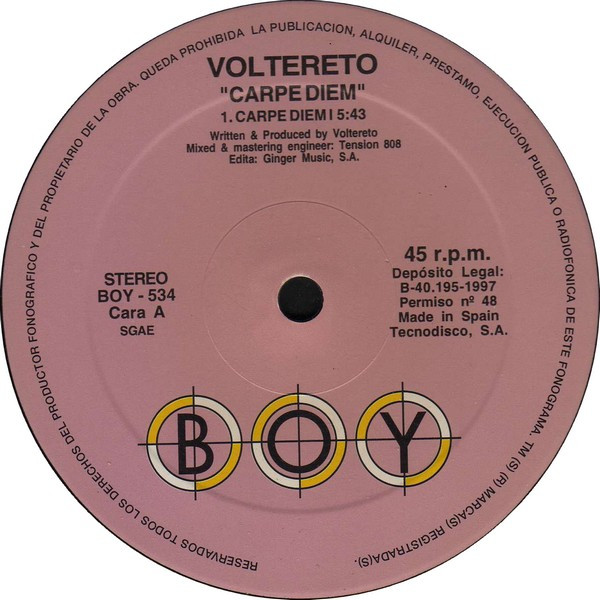 RESERVADOS TODOS LOS DERECHOS DEL PRODUCTOR FONOGRAFICO Y DEL PROPIETARIO DE LA OBRA. QUEDA PROHIBIDA LA PUBLICACION, ALQUILER, PRESTAMO, EJECUCION PUBLICA O RADIOFONICA DE ESTE FONOGRAMA. TM (S) (R) MARCA(S) REGISTRADA(S).
VOLTERETO
"CARPE DIEM"
1. CARPE DIEM I 5:43
Written & Produced by Voltereto
Mixed & mastering engineer: Tension 808
Edita: Ginger Music, S.A.
STEREO
BOY - 534
Cara A
SGAE
45 r.p.m.
Depósito Legal:
B-40.195-1997
Permiso nº 48
Made in Spain
Tecnodisco, S.A.
BOY